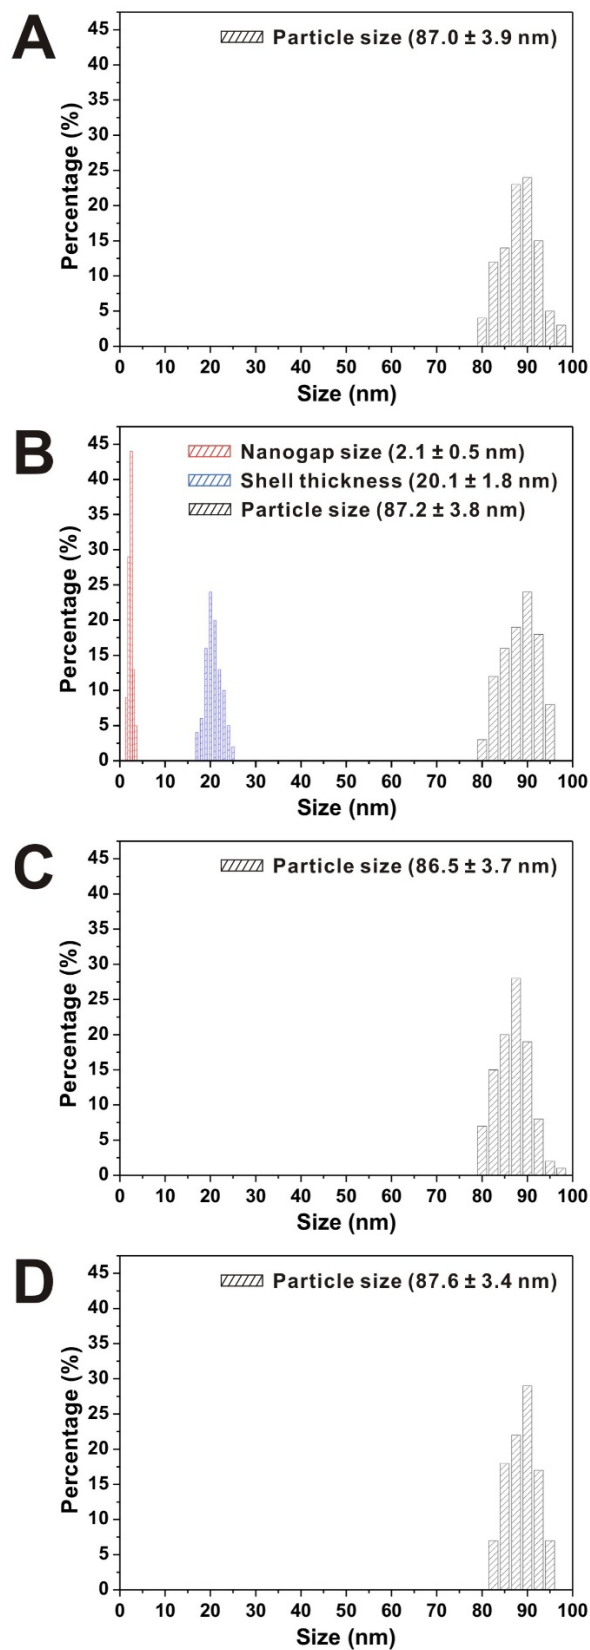 A
Particle size (87.0 ± 3.9 nm)
45
40
35
30
25
20
15
10
5
0
Percentage (%)
0 10 20 30 40 50 60 70 80 90 100
Size (nm)
B
Nanogap size (2.1 ± 0.5 nm)
Shell thickness (20.1 ± 1.8 nm)
Particle size (87.2 ± 3.8 nm)
45
40
35
30
25
20
15
10
5
0
Percentage (%)
0 10 20 30 40 50 60 70 80 90 100
Size (nm)
C
Particle size (86.5 ± 3.7 nm)
45
40
35
30
25
20
15
10
5
0
Percentage (%)
0 10 20 30 40 50 60 70 80 90 100
Size (nm)
D
Particle size (87.6 ± 3.4 nm)
45
40
35
30
25
20
15
10
5
0
Percentage (%)
0 10 20 30 40 50 60 70 80 90 100
Size (nm)